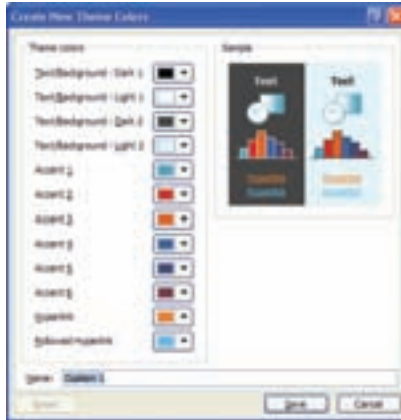 Create New Theme Colors
Theme colors
Sample
Text/Background - Dark 1
Text/Background - Light 1
Text/Background - Dark 2
Text/Background - Light 2
Accent 1
Accent 2
Accent 3
Accent 4
Accent 5
Accent 6
Hyperlink
Followed Hyperlink
Text Text
Hyperlink Hyperlink
Hyperlink Hyperlink
Name: Custom 1
Reset Save Cancel